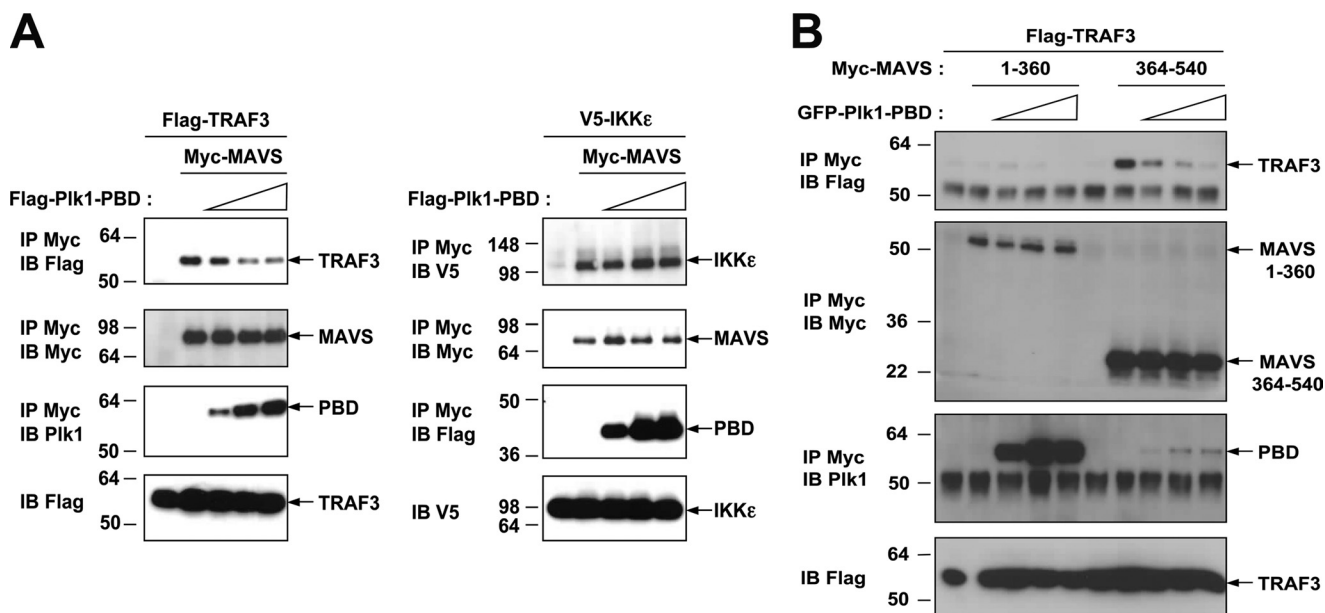 A
Flag-TRAF3
Myc-MAVS
Flag-Plk1-PBD :
IP Myc
IB Flag
64
50
TRAF3
IP Myc
IB Myc
98
64
MAVS
IP Myc
IB Plk1
64
50
PBD
IB Flag
64
50
TRAF3
V5-IKKε
Myc-MAVS
Flag-Plk1-PBD :
IP Myc
IB V5
148
98
IKKε
IP Myc
IB Myc
98
64
MAVS
IP Myc
IB Flag
50
36
PBD
IB V5
98
64
IKKε
B
Flag-TRAF3
Myc-MAVS : 1-360 364-540
GFP-Plk1-PBD :
IP Myc
IB Flag
64
50
TRAF3
IP Myc
IB Myc
50
36
22
MAVS
1-360
MAVS
364-540
IP Myc
IB Plk1
64
50
PBD
IB Flag
64
50
TRAF3